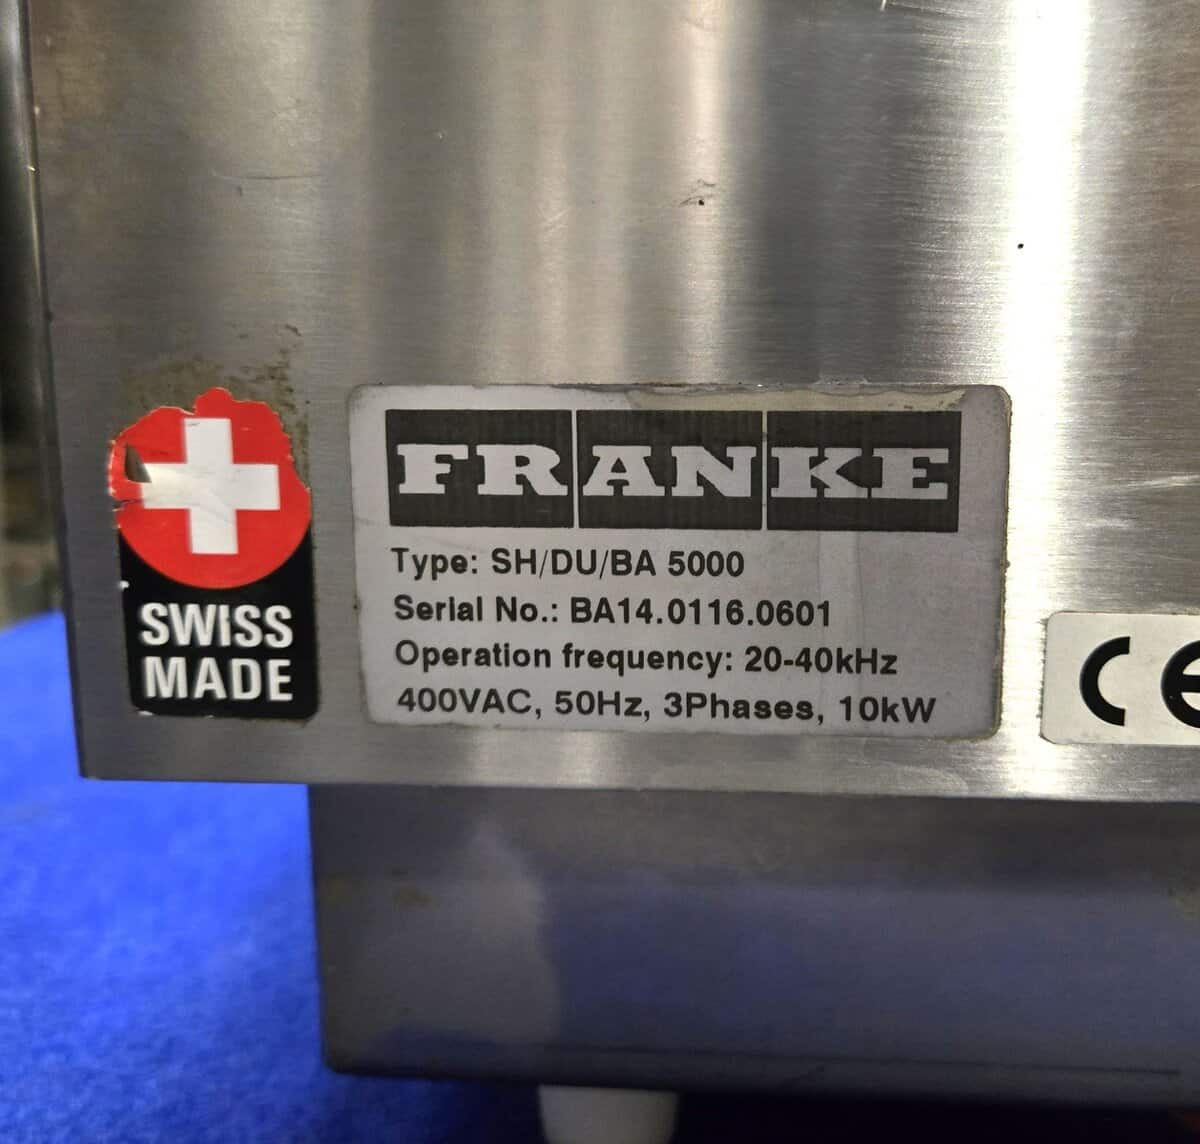 FRANKE
Type: SH/DU/BA 5000
Serial No.: BA14.0116.0601
Operation frequency: 20-40kHz
400VAC, 50Hz, 3Phases, 10kW
SWISS
MADE
CE